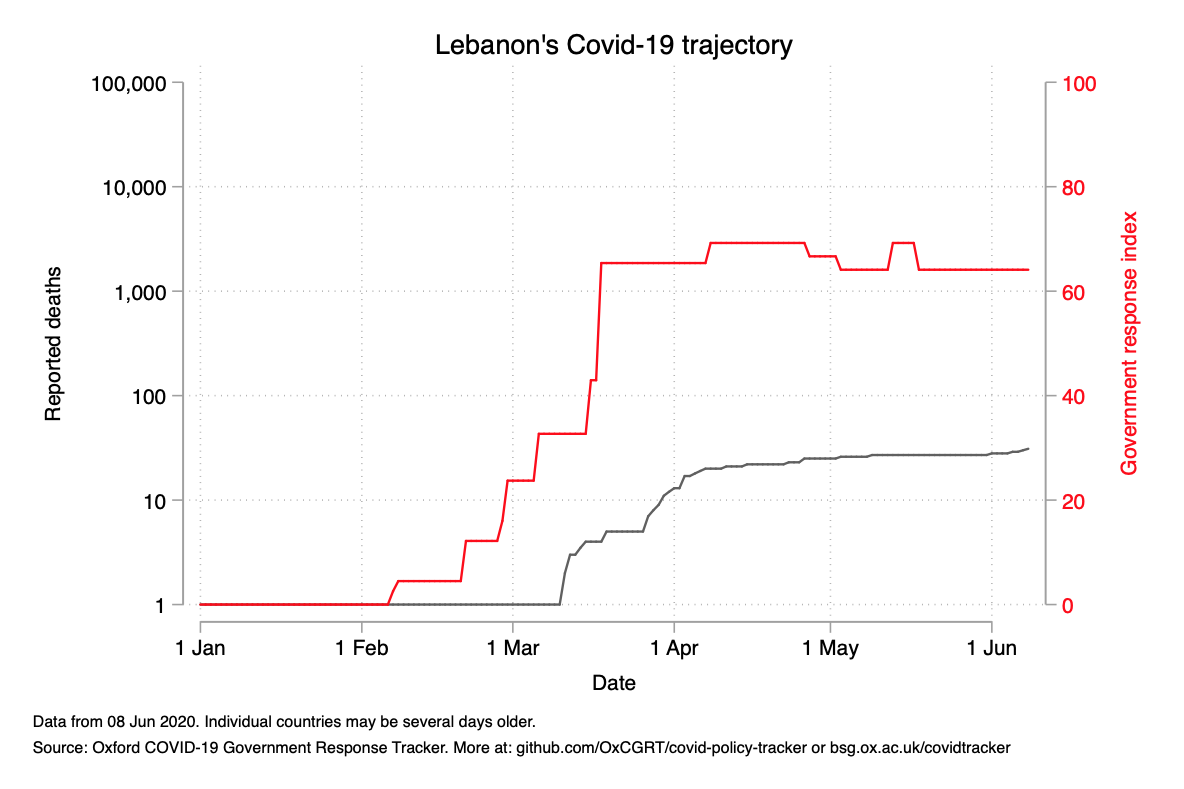 Lebanon's Covid-19 trajectory
100,000
10,000
1,000
100
10
1
Reported deaths
100
80
60
40
20
0
Government response index
1 Jan 1 Feb 1 Mar 1 Apr 1 May 1 Jun
Date
Data from 08 Jun 2020. Individual countries may be several days older.
Source: Oxford COVID-19 Government Response Tracker. More at: github.com/OxCGRT/covid-policy-tracker or bsg.ox.ac.uk/covidtracker